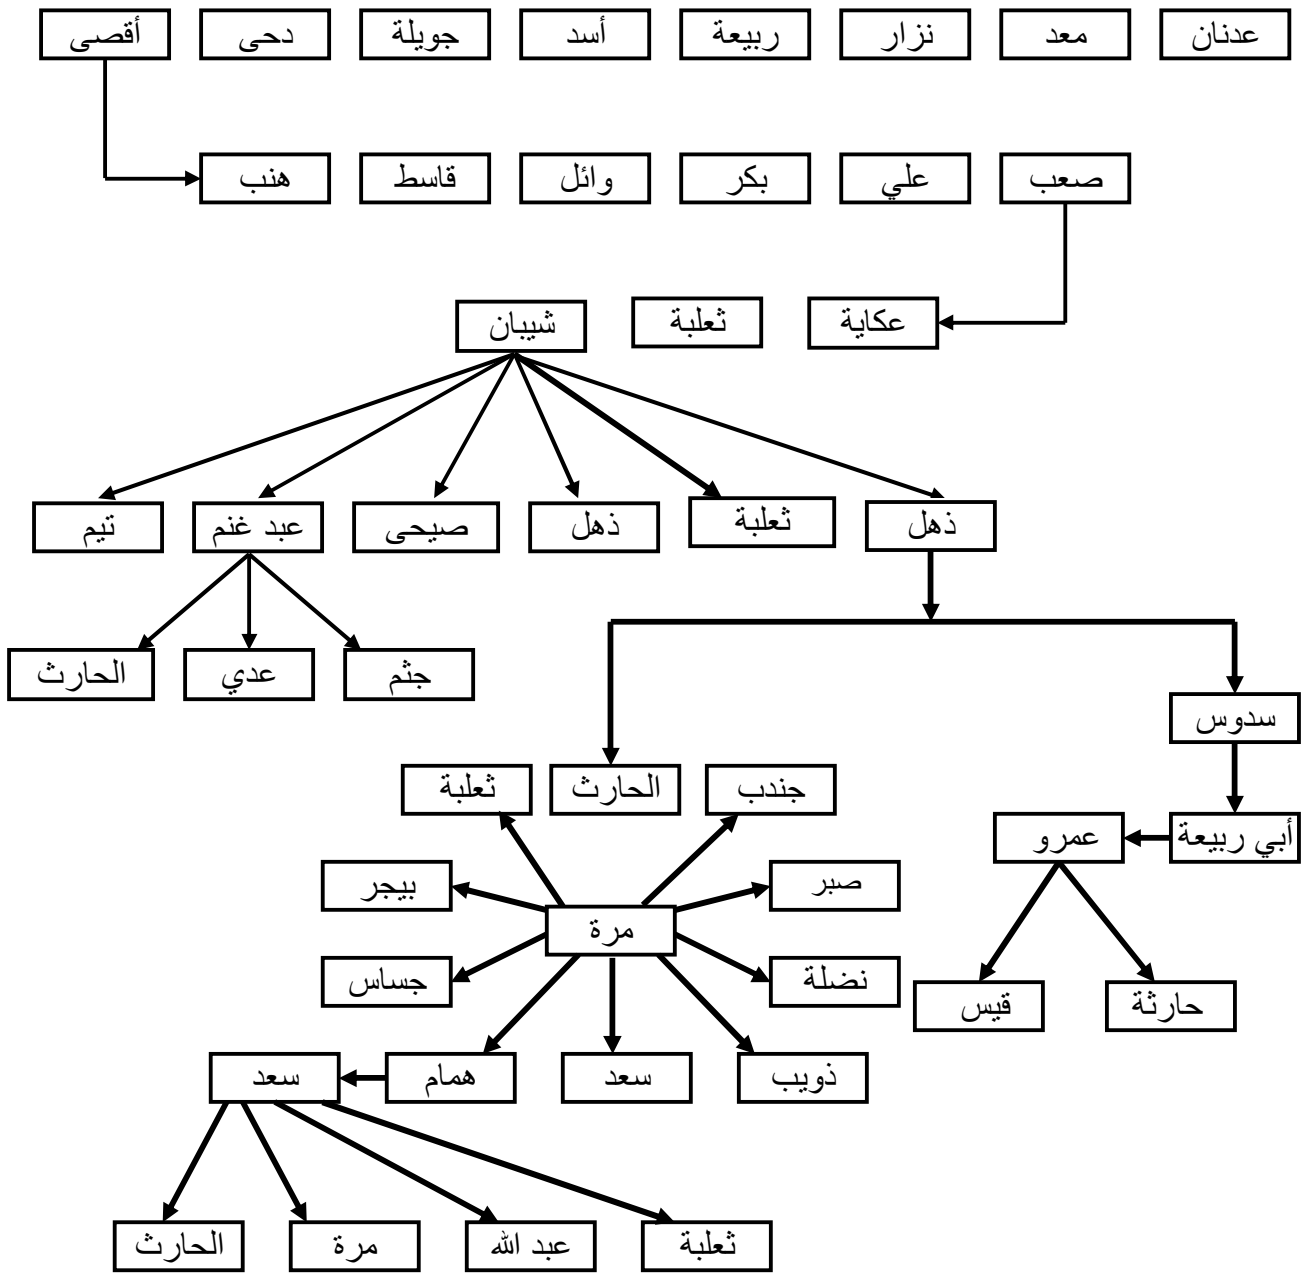 عدنان
معد
نزار
ربيعة
أسد
جويلة
دحى
أقصى
هنب
قاسط
وائل
بكر
علي
صعب
عكاية
ثعلبة
شيبان
ذهل
ثعلبة
ذهل
صيحى
عبد غنم
تيم
جثم
عدي
الحارث
سدوس
جندب
الحارث
ثعلبة
أبي ربيعة
عمرو
صبر
بيجر
مرة
نضلة
جساس
حارثة
قيس
ذويب
سعد
همام
سعد
ثعلبة
عبد الله
مرة
الحارث